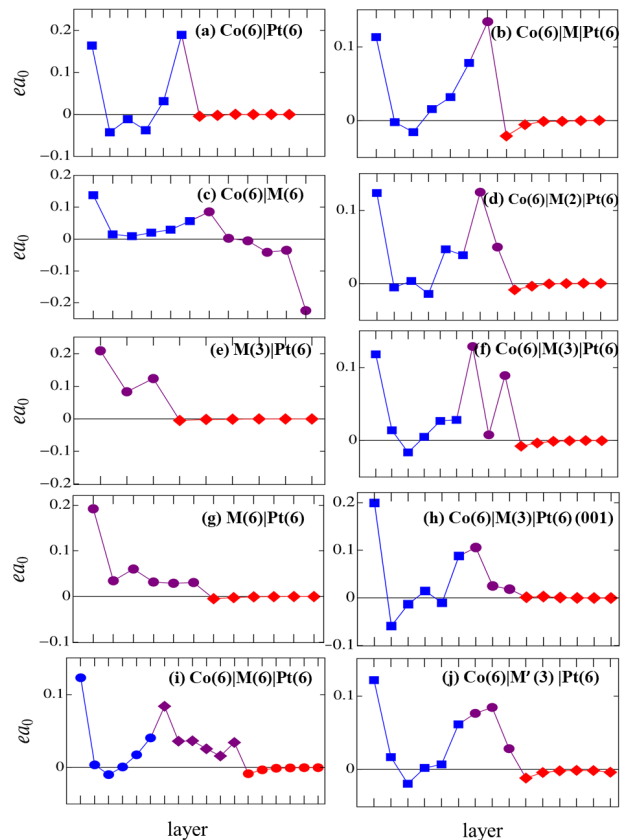 (a) Co(6)|Pt(6)
0.2
0.1
0
−0.1
ea0
(b) Co(6)|M|Pt(6)
0.1
0
(c) Co(6)|M(6)
0.2
0.1
0
−0.1
−0.2
ea0
(d) Co(6)|M(2)|Pt(6)
0.1
0
(e) M(3)|Pt(6)
0.2
0.1
0
−0.1
−0.2
ea0
(f) Co(6)|M(3)|Pt(6)
0.1
0
(g) M(6)|Pt(6)
0.2
0.1
0
−0.1
ea0
(h) Co(6)|M(3)|Pt(6) (001)
0.2
0.1
0
−0.1
(i) Co(6)|M(6)|Pt(6)
0.1
0
ea0
layer
(j) Co(6)|M′(3) |Pt(6)
0.1
0
layer